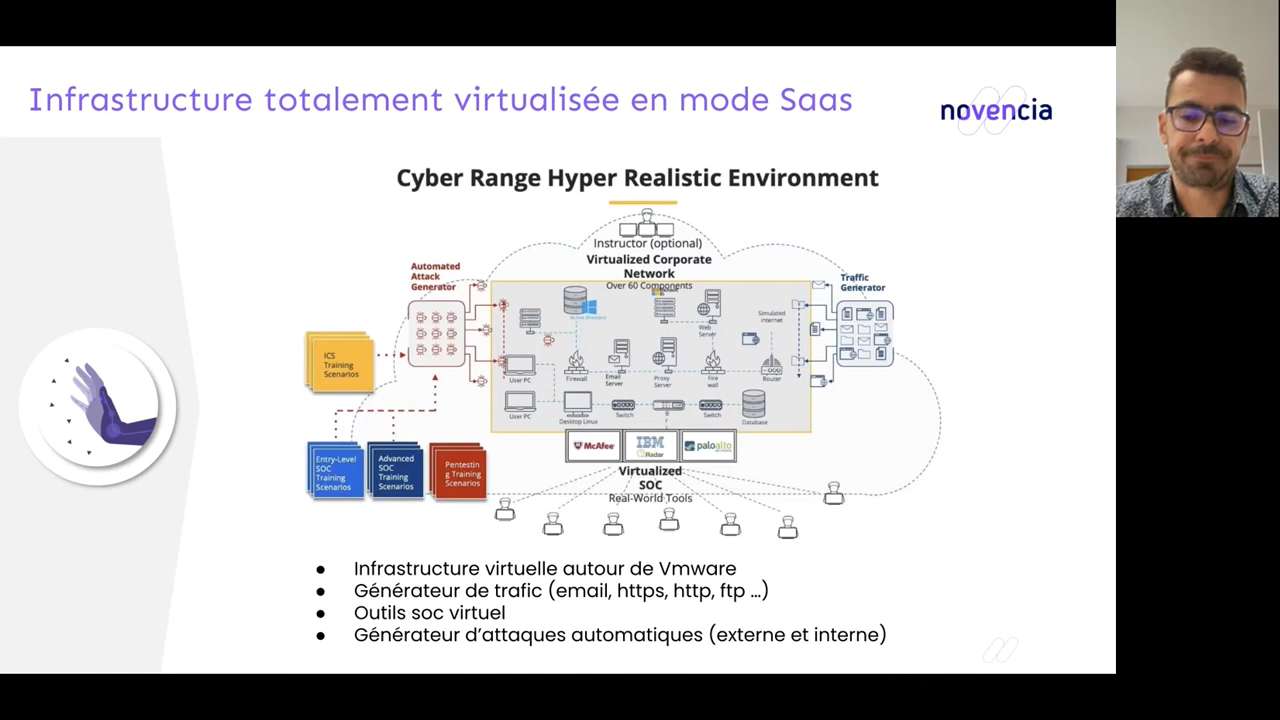 Infrastructure totalement virtualisée en mode Saas
novencia
Cyber Range Hyper Realistic Environment
Instructor (optional)
Virtualized Corporate
Network
Over 60 Components
Automated
Attack
Generator
Traffic
Generator
Active Directory
Web
Server
Simulated
internet
ICS
Training
Scenarios
User PC
Firewall
Email
Server
Proxy
Server
Fire
wall
Router
User PC
Desktop Linux
Switch
Switch
Database
McAfee
IBM
QRadar
paloalto
Entry-Level
SOC
Training
Scenarios
Advanced
SOC
Training
Scenarios
Pentestin
g Training
Scenarios
Virtualized
SOC
Real-World Tools
● Infrastructure virtuelle autour de Vmware
● Générateur de trafic (email, https, http, ftp ...)
● Outils soc virtuel
● Générateur d’attaques automatiques (externe et interne)